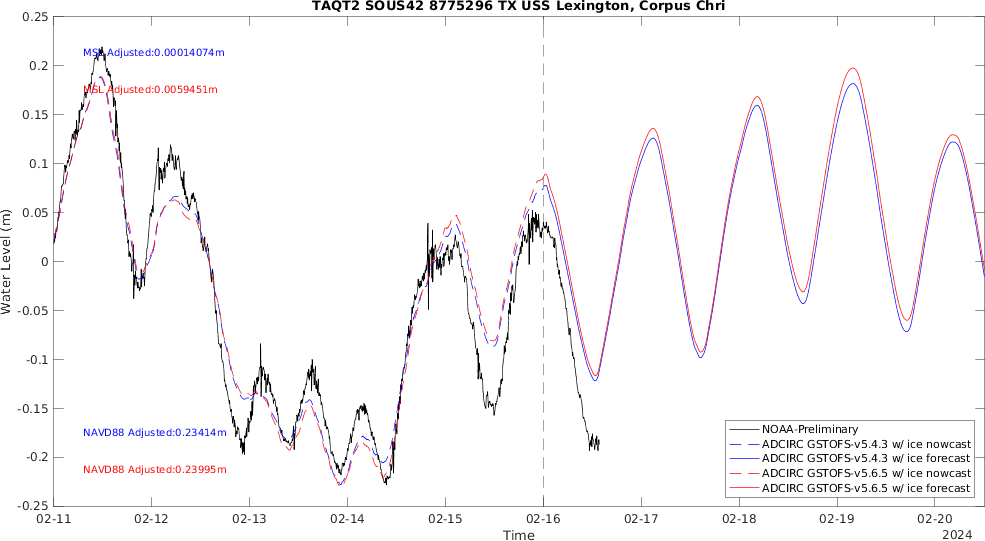 TAQT2 SOUS42 8775296 TX USS Lexington, Corpus Chri
0.25
0.2
0.15
0.1
0.05
0
-0.05
-0.1
-0.15
-0.2
-0.25
Water Level (m)
MSL Adjusted:0.00014074m
MSL Adjusted:0.0059451m
NAVD88 Adjusted:0.23414m
NAVD88 Adjusted:0.23995m
NOAA-Preliminary
ADCIRC GSTOFS-v5.4.3 w/ ice nowcast
ADCIRC GSTOFS-v5.4.3 w/ ice forecast
ADCIRC GSTOFS-v5.6.5 w/ ice nowcast
ADCIRC GSTOFS-v5.6.5 w/ ice forecast
02-11 02-12 02-13 02-14 02-15 02-16 02-17 02-18 02-19 02-20
Time
2024